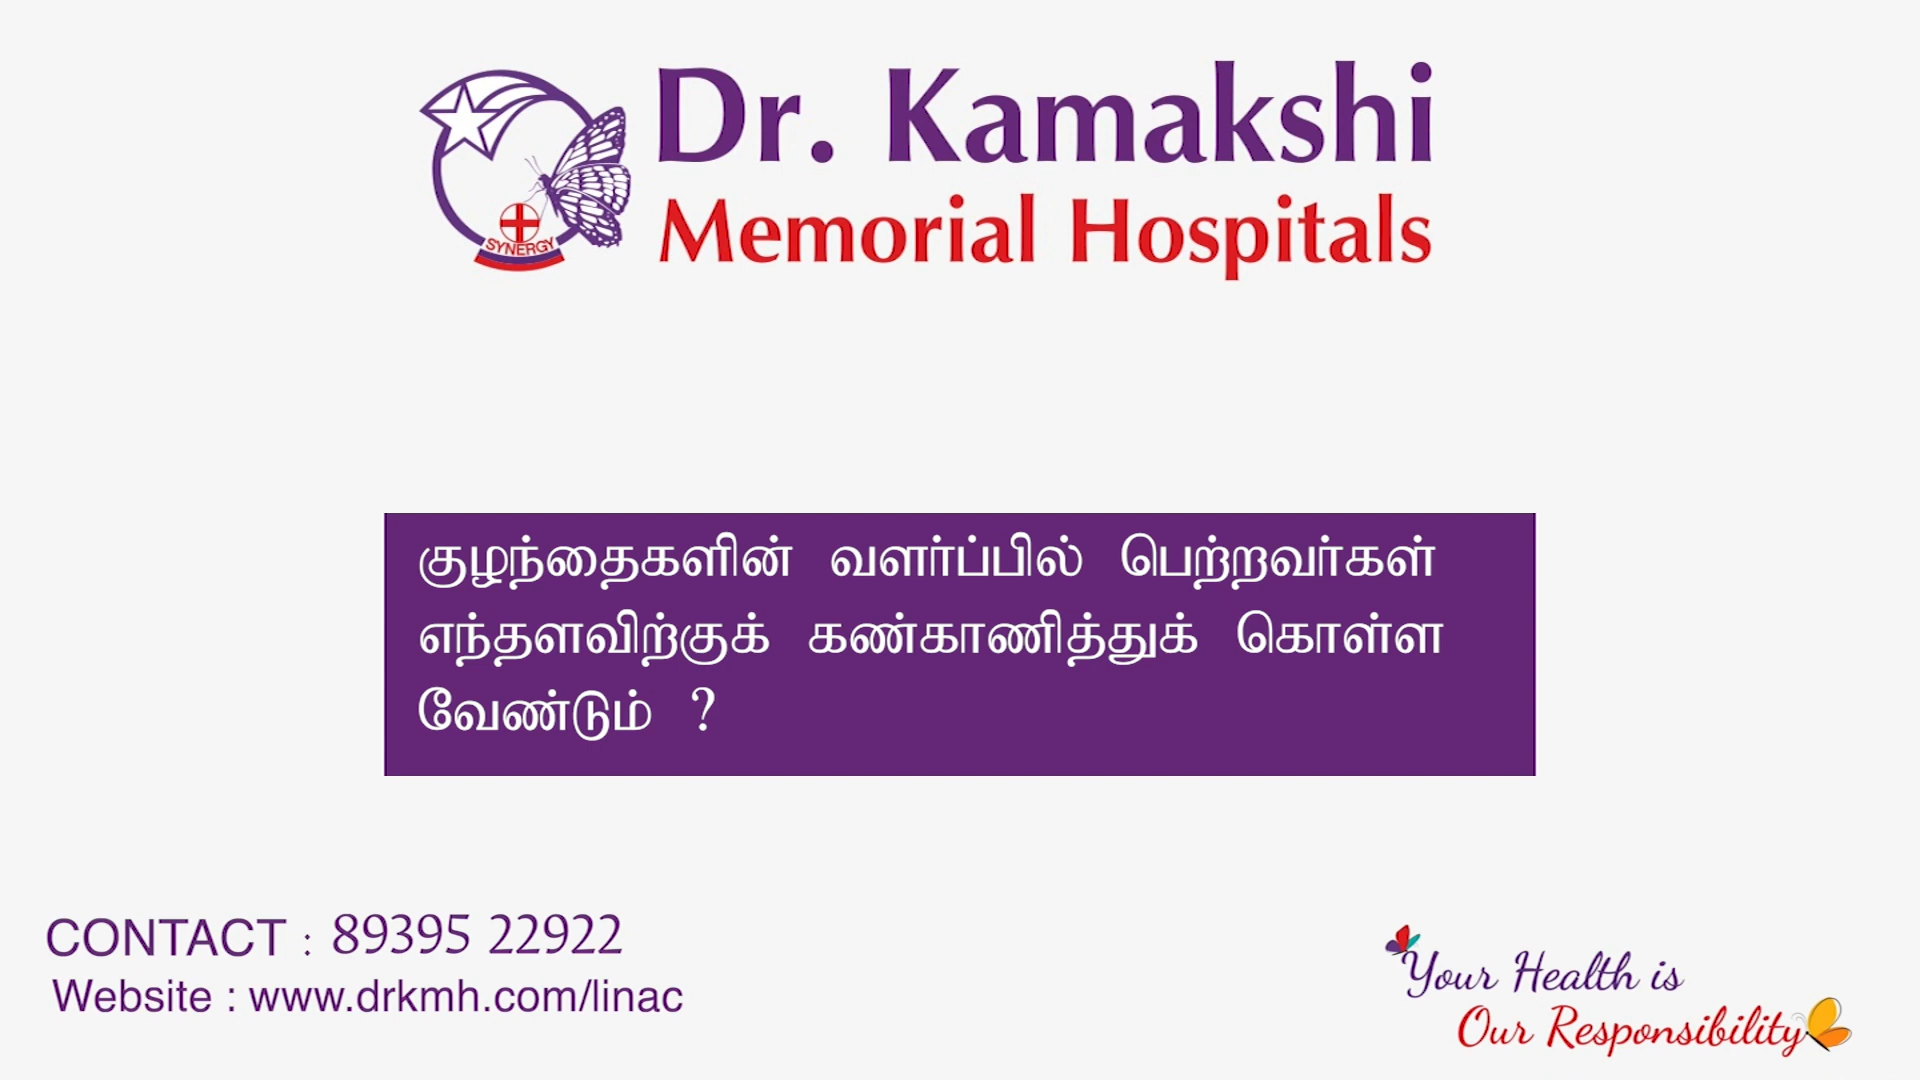 Dr. Kamakshi
Memorial Hospitals
SYNERGY
குழந்தைகளின் வளர்ப்பில் பெற்றவர்கள்
எந்தளவிற்குக் கண்காணித்துக் கொள்ள
வேண்டும் ?
CONTACT : 89395 22922
Website : www.drkmh.com/linac
Your Health is
Our Responsibility